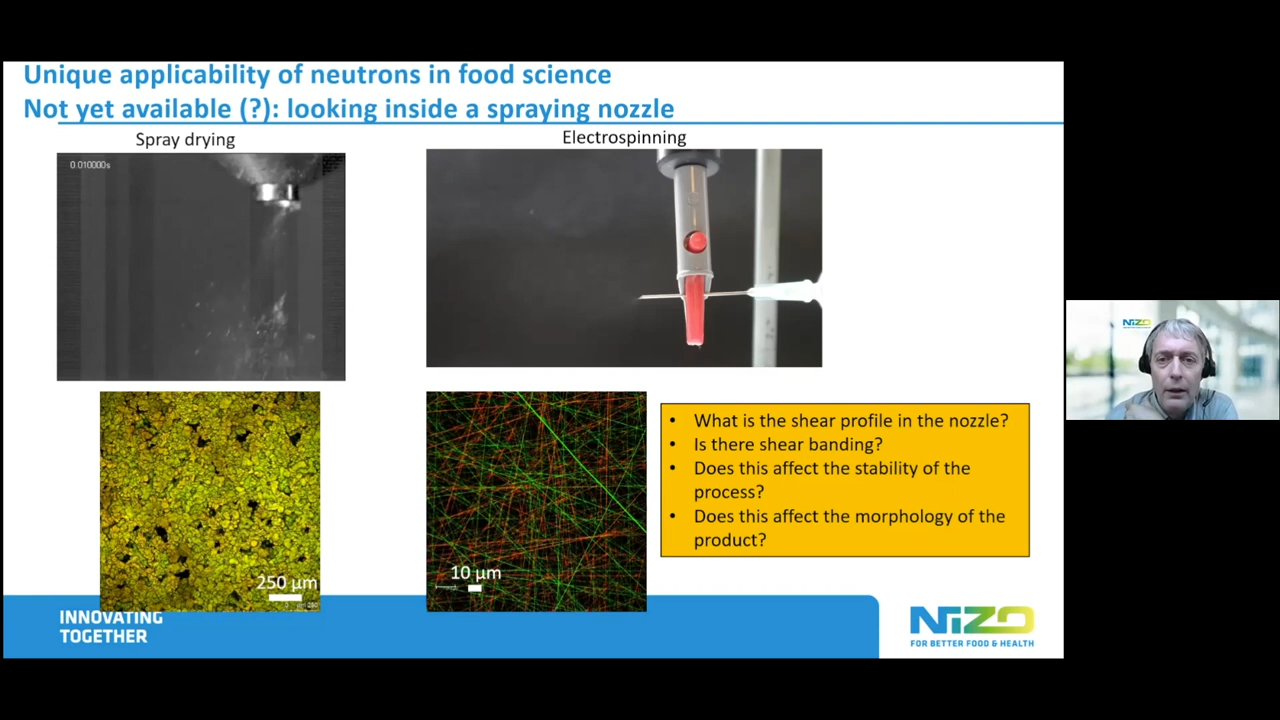 Unique applicability of neutrons in food science
Not yet available (?): looking inside a spraying nozzle
Spray drying
Electrospinning
0.010000s
• What is the shear profile in the nozzle?
• Is there shear banding?
• Does this affect the stability of the
process?
• Does this affect the morphology of the
product?
250 µm
10 µm
INNOVATING
TOGETHER
NIZO
FOR BETTER FOOD & HEALTH
NIZO